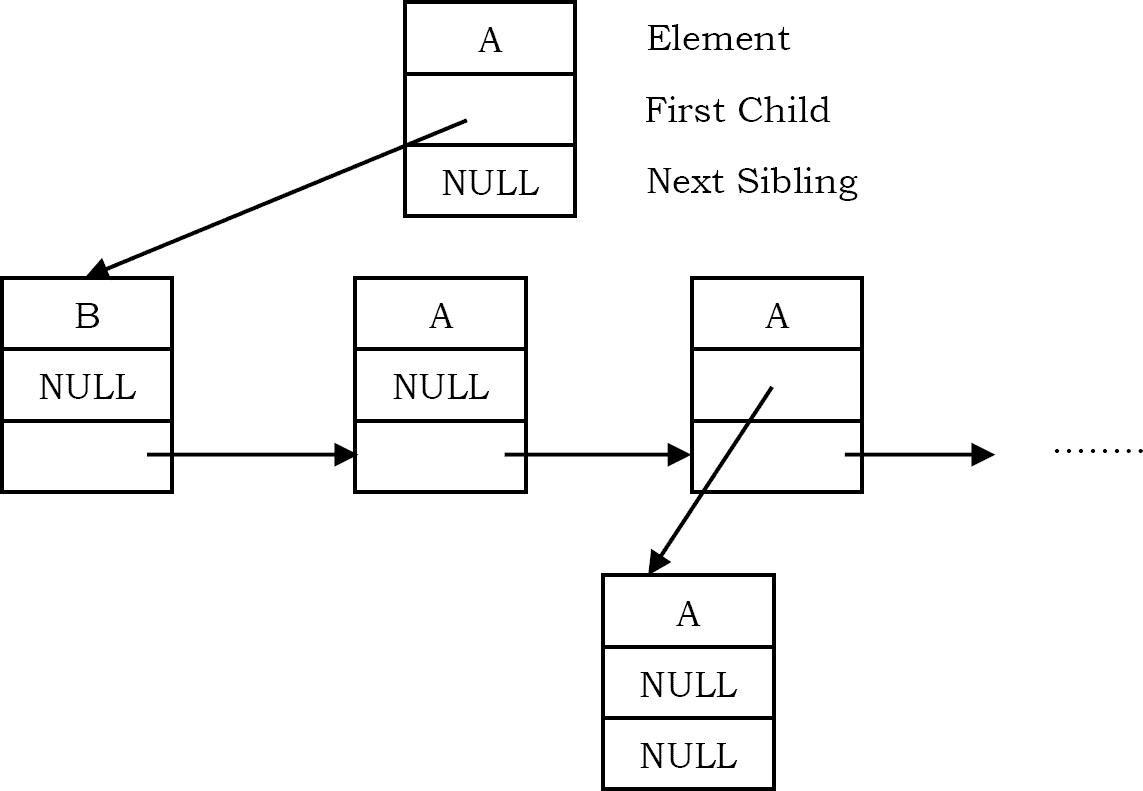 A Element
First Child
NULL Next Sibling
B A A
NULL NULL
........
A
NULL
NULL